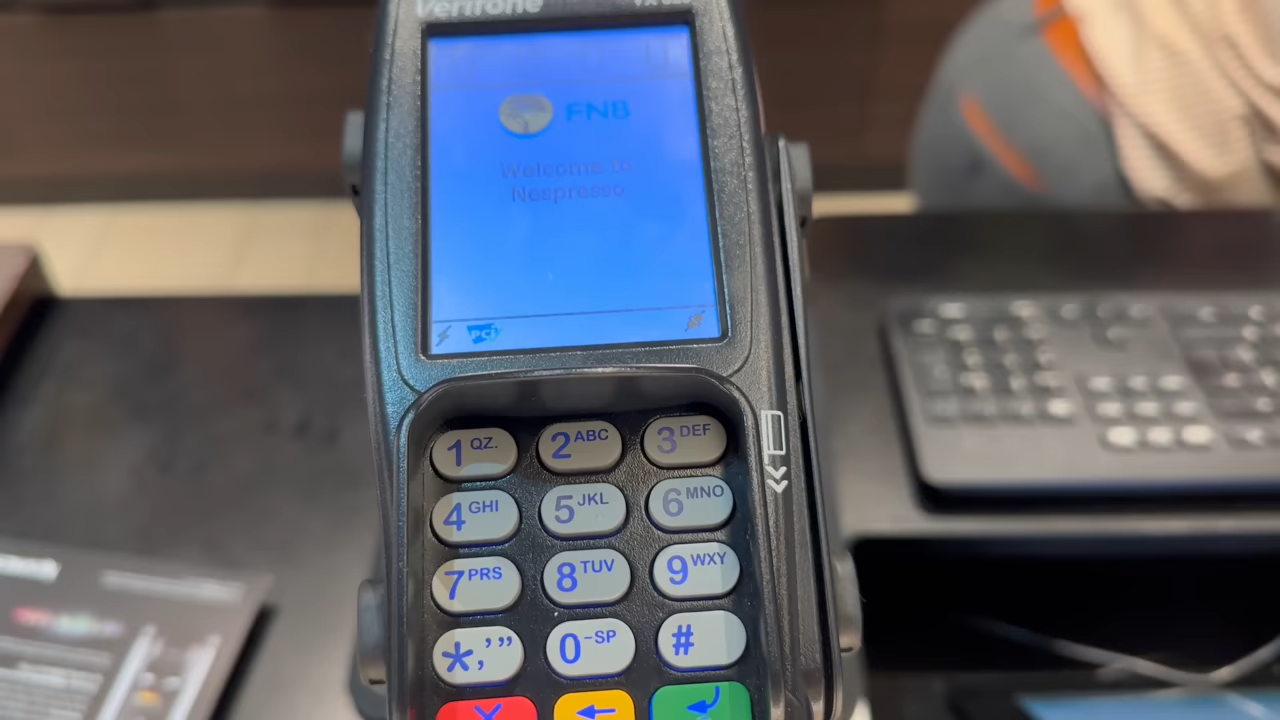 Verifone
FNB
Welcome to
Nespresso
PCI
1 QZ.
2 ABC
3 DEF
4 GHI
5 JKL
6 MNO
7 PRS
8 TUV
9 WXY
*,'"
0 -SP
#